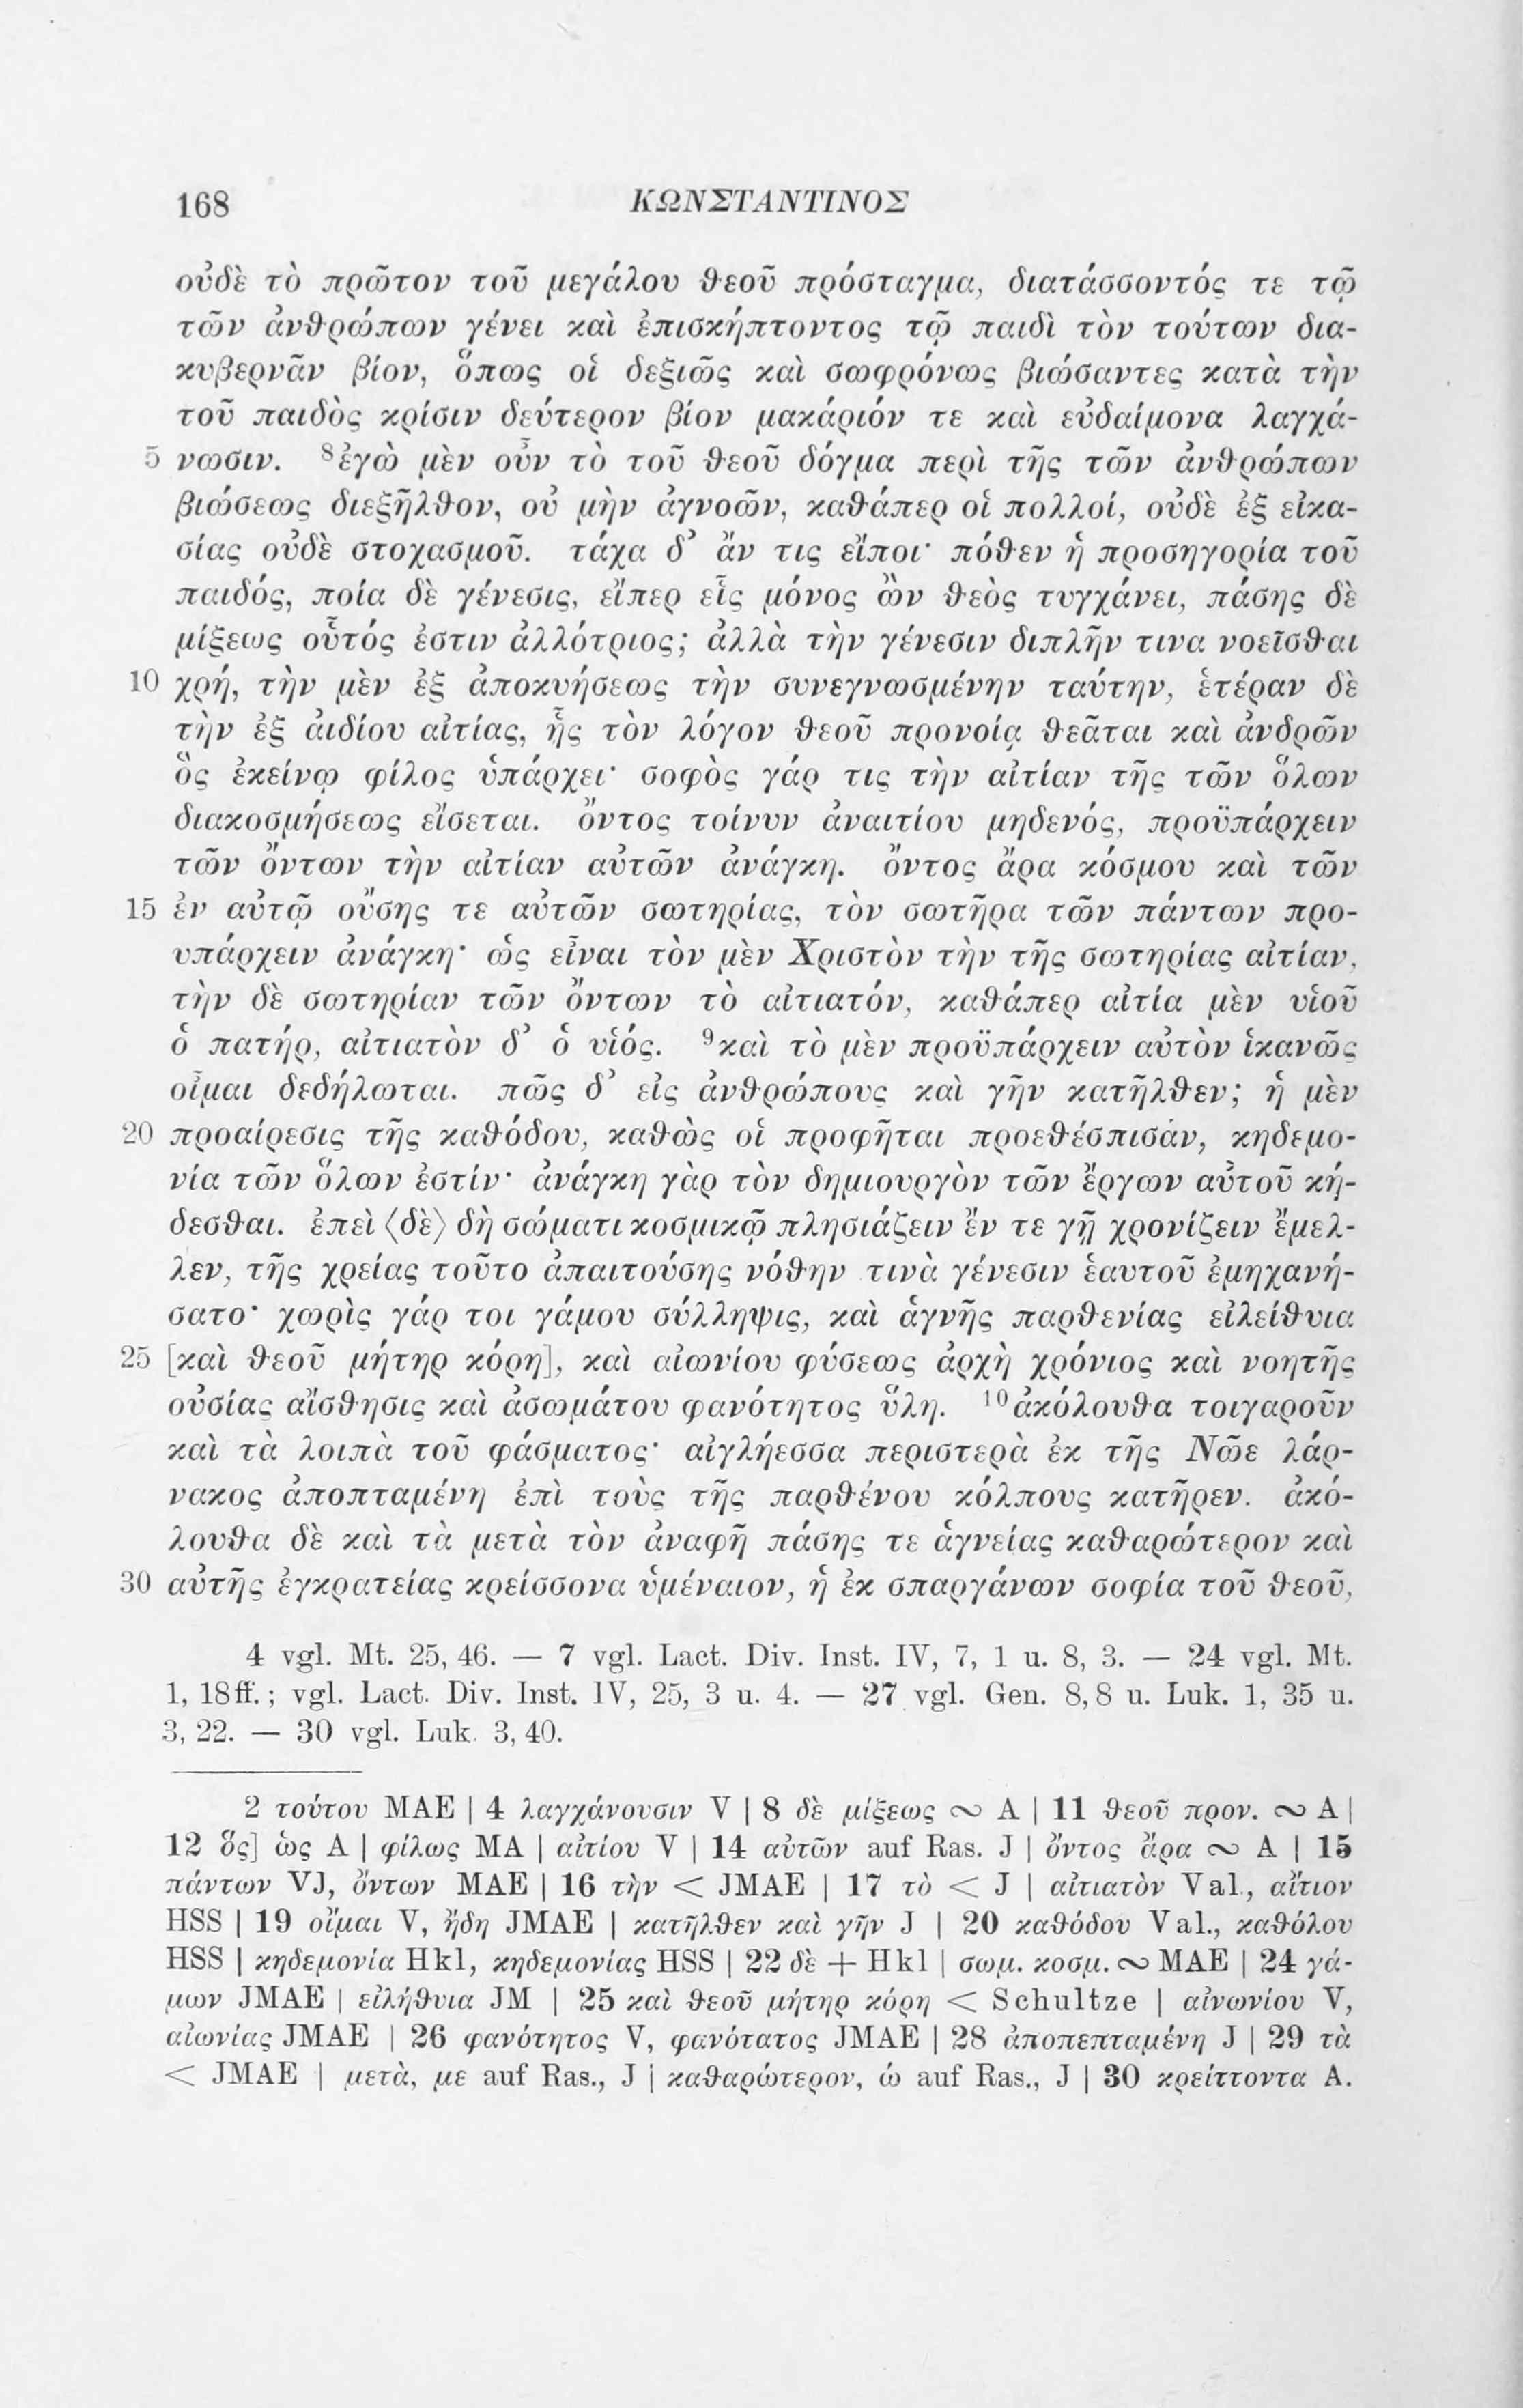 168 ΚΩΝΣΤΑΝΤΙΝΟΣ
οὐδὲ τὸ πρῶτον τοῦ μεγάλου θεοῦ πρόσταγμα, διατάσσοντός τε τῷ
τῶν ἀνθρώπων γένει καὶ ἐπισκήπτοντος τῷ παιδὶ τὸν τούτων δια-
κυβερνᾶν βίον, ὅπως οἱ δεξιῶς καὶ σωφρόνως βιώσαντες κατὰ τὴν
τοῦ παιδὸς κρίσιν δεύτερον βίον μακάριόν τε καὶ εὐδαίμονα λαγχά-
5 νωσιν. ⁸ἐγὼ μὲν οὖν τὸ τοῦ θεοῦ δόγμα περὶ τῆς τῶν ἀνθρώπων
βιώσεως διεξῆλθον, οὐ μὴν ἀγνοῶν, καθάπερ οἱ πολλοί, οὐδὲ ἐξ εἰκα-
σίας οὐδὲ στοχασμοῦ. τάχα δ’ ἄν τις εἴποι· πόθεν ἡ προσηγορία τοῦ
παιδός, ποία δὲ γένεσις, εἴπερ εἷς μόνος ὢν θεὸς τυγχάνει, πάσης δὲ
μίξεως οὗτός ἐστιν ἀλλότριος; ἀλλὰ τὴν γένεσιν διπλῆν τινα νοεῖσθαι
10 χρή, τὴν μὲν ἐξ ἀποκυήσεως τὴν συνεγνωσμένην ταύτην, ἑτέραν δὲ
τὴν ἐξ ἀιδίου αἰτίας, ἧς τὸν λόγον θεοῦ προνοίᾳ θεᾶται καὶ ἀνδρῶν
ὃς ἐκείνῳ φίλος ὑπάρχει· σοφὸς γάρ τις τὴν αἰτίαν τῆς τῶν ὅλων
διακοσμήσεως εἴσεται. ὄντος τοίνυν ἀναιτίου μηδενός, προϋπάρχειν
τῶν ὄντων τὴν αἰτίαν αὐτῶν ἀνάγκη. ὄντος ἄρα κόσμου καὶ τῶν
15 ἐν αὐτῷ οὔσης τε αὐτῶν σωτηρίας, τὸν σωτῆρα τῶν πάντων προ-
υπάρχειν ἀνάγκη· ὡς εἶναι τὸν μὲν Χριστὸν τὴν τῆς σωτηρίας αἰτίαν,
τὴν δὲ σωτηρίαν τῶν ὄντων τὸ αἰτιατόν, καθάπερ αἰτία μὲν υἱοῦ
ὁ πατήρ, αἰτιατὸν δ’ ὁ υἱός. ⁹καὶ τὸ μὲν προϋπάρχειν αὐτὸν ἱκανῶς
οἶμαι δεδήλωται. πῶς δ’ εἰς ἀνθρώπους καὶ γῆν κατῆλθεν; ἡ μὲν
20 προαίρεσις τῆς καθόδου, καθὼς οἱ προφῆται προεθέσπισάν, κηδεμο-
νία τῶν ὅλων ἐστίν· ἀνάγκη γὰρ τὸν δημιουργὸν τῶν ἔργων αὐτοῦ κή-
δεσθαι. ἐπεὶ ⟨δὲ⟩ δὴ σώματι κοσμικῷ πλησιάζειν ἔν τε γῇ χρονίζειν ἔμελ-
λεν, τῆς χρείας τοῦτο ἀπαιτούσης νόθην τινὰ γένεσιν ἑαυτοῦ ἐμηχανή-
σατο· χωρὶς γάρ τοι γάμου σύλληψις, καὶ ἁγνῆς παρθενίας εἰλείθυια
25 [καὶ θεοῦ μήτηρ κόρη], καὶ αἰωνίου φύσεως ἀρχὴ χρόνιος καὶ νοητῆς
οὐσίας αἴσθησις καὶ ἀσωμάτου φανότητος ὕλη. ¹⁰ἀκόλουθα τοιγαροῦν
καὶ τὰ λοιπὰ τοῦ φάσματος· αἰγλήεσσα περιστερὰ ἐκ τῆς Νῶε λάρ-
νακος ἀποπταμένη ἐπὶ τοὺς τῆς παρθένου κόλπους κατῆρεν. ἀκό-
λουθα δὲ καὶ τὰ μετὰ τὸν ἀναφῆ πάσης τε ἁγνείας καθαρώτερον καὶ
30 αὐτῆς ἐγκρατείας κρείσσονα ὑμέναιον, ἡ ἐκ σπαργάνων σοφία τοῦ θεοῦ,
4 vgl. Mt. 25, 46. — 7 vgl. Lact. Div. Inst. IV, 7, 1 u. 8, 3. — 24 vgl. Mt.
1, 18ff.; vgl. Lact. Div. Inst. IV, 25, 3 u. 4. — 27 vgl. Gen. 8, 8 u. Luk. 1, 35 u.
3, 22. — 30 vgl. Luk. 3, 40.
2 τούτου MAE | 4 λαγχάνουσιν V | 8 δὲ μίξεως ∾ A | 11 θεοῦ προν. ∾ A |
12 ὅς] ὡς A | φίλως MA | αἰτίου V | 14 αὐτῶν auf Ras. J | ὄντος ἄρα ∾ A | 15
πάντων VJ, ὄντων MAE | 16 τὴν < JMAE | 17 τὸ < J | αἰτιατὸν Val., αἴτιον
HSS | 19 οἶμαι V, ἤδη JMAE | κατῆλθεν καὶ γῆν J | 20 καθόδου Val., καθόλου
HSS | κηδεμονία Hkl, κηδεμονίας HSS | 22 δὲ + Hkl | σωμ. κοσμ. ∾ MAE | 24 γά-
μων JMAE | εἰλήθυια JM | 25 καὶ θεοῦ μήτηρ κόρη < Schultze | αἰνωνίου V,
αἰωνίας JMAE | 26 φανότητος V, φανότατος JMAE | 28 ἀποπεπταμένη J | 29 τὰ
< JMAE | μετὰ, με auf Ras., J | καθαρώτερον, ώ auf Ras., J | 30 κρείττοντα A.